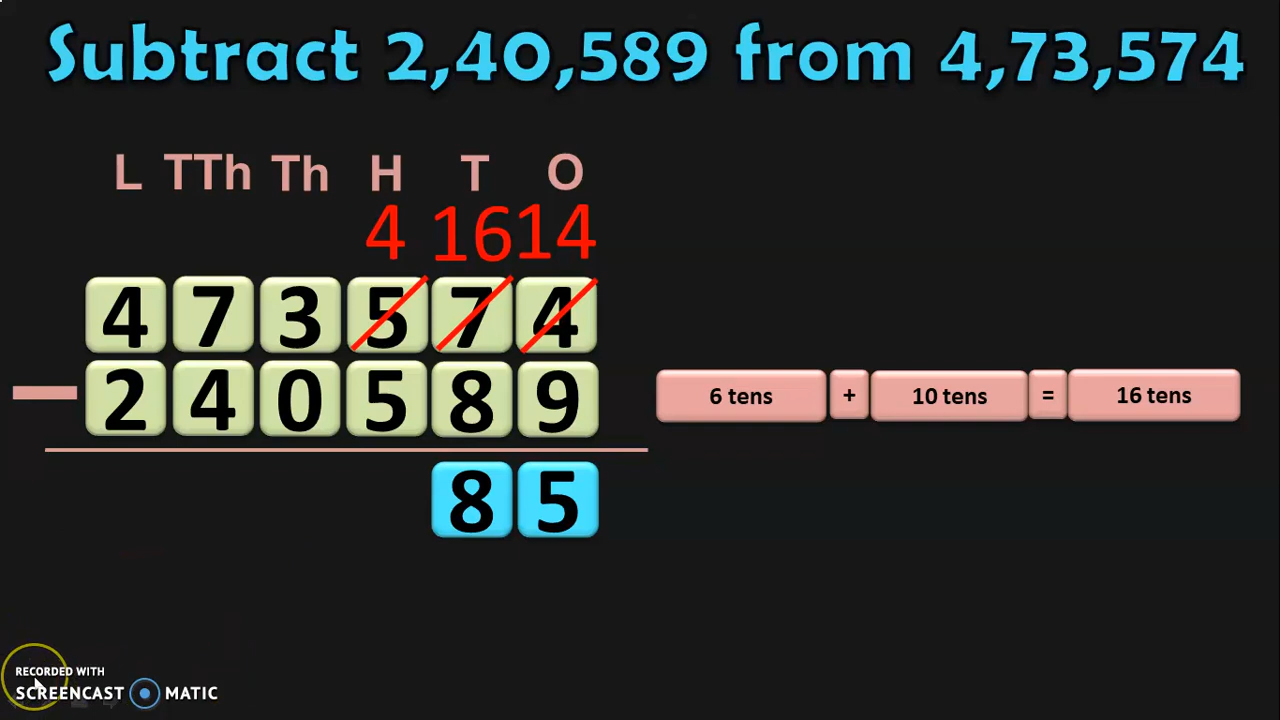 Subtract 2,40,589 from 4,73,574
L TTh Th H T O
4 16 14
4 7 3 5 7 4
− 2 4 0 5 8 9
6 tens + 10 tens = 16 tens
8 5
RECORDED WITH
SCREENCAST MATIC